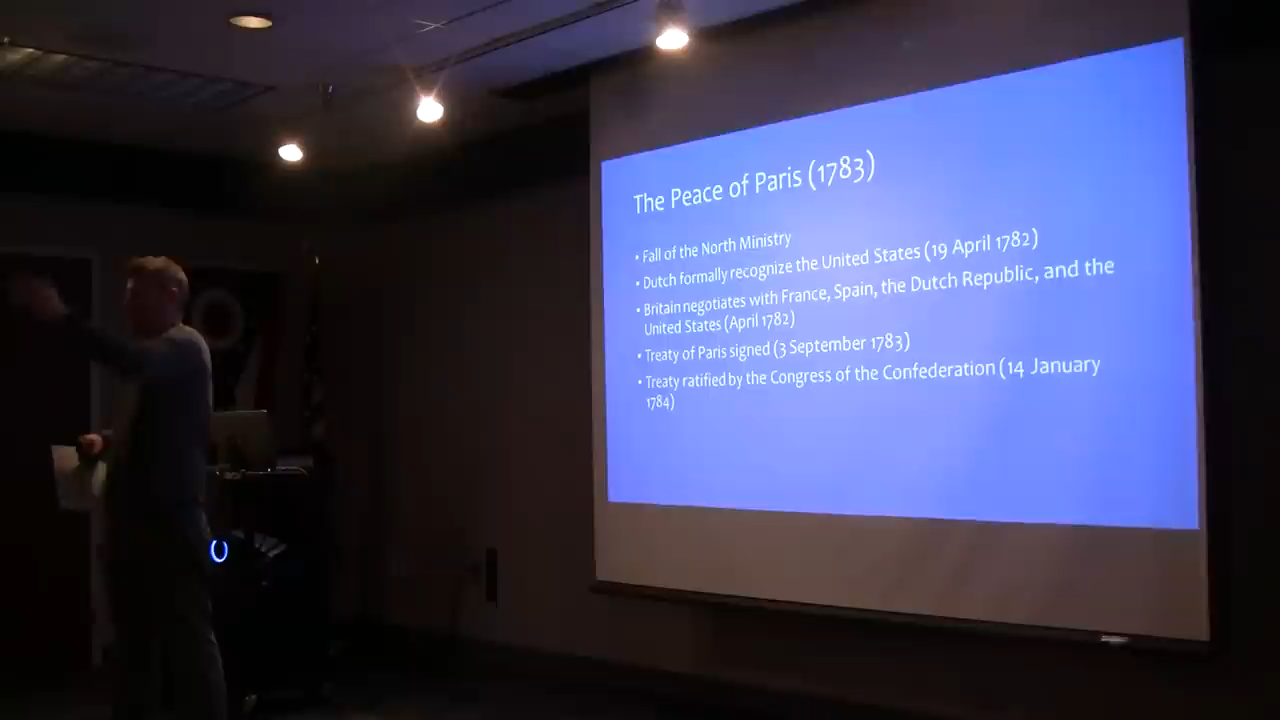 The Peace of Paris (1783)
• Fall of the North Ministry
• Dutch formally recognize the United States (19 April 1782)
• Britain negotiates with France, Spain, the Dutch Republic, and the
United States (April 1782)
• Treaty of Paris signed (3 September 1783)
• Treaty ratified by the Congress of the Confederation (14 January
1784)